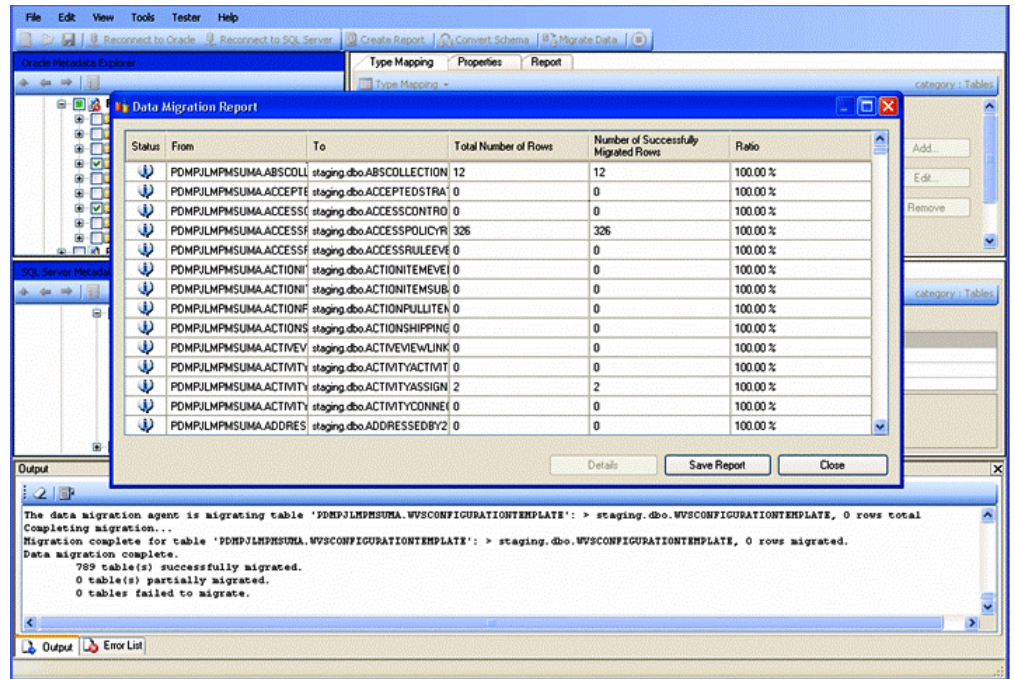 File Edit View Tools Tester Help
Reconnect to Oracle Reconnect to SQL Server Create Report Convert Schema Migrate Data
Oracle Metadata Explorer
Type Mapping Properties Report
Type Mapping
category : Tables
Add...
Edit...
Remove
Data Migration Report
Status From To Total Number of Rows Number of Successfully Migrated Rows Ratio
PDMPJLMPMSUMA.ABSCOLL staging.dbo.ABSCOLLECTION 12 12 100.00 %
PDMPJLMPMSUMA.ACCEPTE staging.dbo.ACCEPTEDSTRA 0 0 100.00 %
PDMPJLMPMSUMA.ACCESSC staging.dbo.ACCESSCONTRO 0 0 100.00 %
PDMPJLMPMSUMA.ACCESSF staging.dbo.ACCESSPOLICYR 326 326 100.00 %
PDMPJLMPMSUMA.ACCESSF staging.dbo.ACCESSRULEEVE 0 0 100.00 %
PDMPJLMPMSUMA.ACTIONI staging.dbo.ACTIONITEMEVE 0 0 100.00 %
PDMPJLMPMSUMA.ACTIONI staging.dbo.ACTIONITEMSUB 0 0 100.00 %
PDMPJLMPMSUMA.ACTIONF staging.dbo.ACTIONPULLITEM 0 0 100.00 %
PDMPJLMPMSUMA.ACTIONS staging.dbo.ACTIONSHIPPING 0 0 100.00 %
PDMPJLMPMSUMA.ACTIVEV staging.dbo.ACTIVEVIEWLINK 0 0 100.00 %
PDMPJLMPMSUMA.ACTIVITY staging.dbo.ACTIVITYACTIVIT 0 0 100.00 %
PDMPJLMPMSUMA.ACTIVITY staging.dbo.ACTIVITYASSIGN 2 2 100.00 %
PDMPJLMPMSUMA.ACTIVITY staging.dbo.ACTIVITYCONNE 0 0 100.00 %
PDMPJLMPMSUMA.ADDRES staging.dbo.ADDRESSEDBY2 0 0 100.00 %
Details Save Report Close
SQL Server Metada
category : Tables
Output
The data migration agent is migrating table 'PDMPJLMPMSUMA.WVSCONFIGURATIONTEMPLATE': > staging.dbo.WVSCONFIGURATIONTEMPLATE, 0 rows total
Completing migration...
Migration complete for table 'PDMPJLMPMSUMA.WVSCONFIGURATIONTEMPLATE': > staging.dbo.WVSCONFIGURATIONTEMPLATE, 0 rows migrated.
Data migration complete.
789 table(s) successfully migrated.
0 table(s) partially migrated.
0 tables failed to migrate.
Output Error List